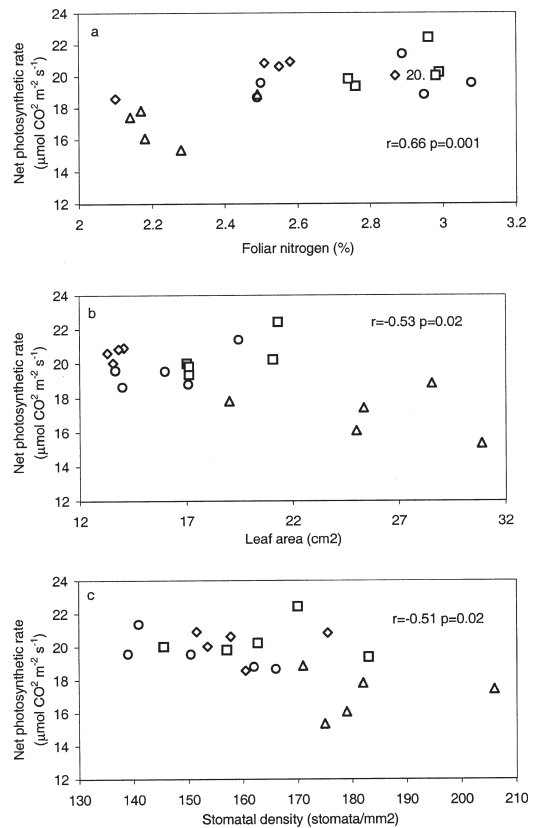 a
24
22
20
18
16
14
12
20.
r=0.66 p=0.001
2
2.2
2.4
2.6
2.8
3
3.2
Foliar nitrogen (%)
Net photosynthetic rate
(μmol CO² m⁻² s⁻¹)
b
24
22
20
18
16
14
12
r=-0.53 p=0.02
12
17
22
27
32
Leaf area (cm2)
Net photosynthetic rate
(μmol CO² m⁻² s⁻¹)
c
24
22
20
18
16
14
12
r=-0.51 p=0.02
130
140
150
160
170
180
190
200
210
Stomatal density (stomata/mm2)
Net photosynthetic rate
(μmol CO² m⁻² s⁻¹)